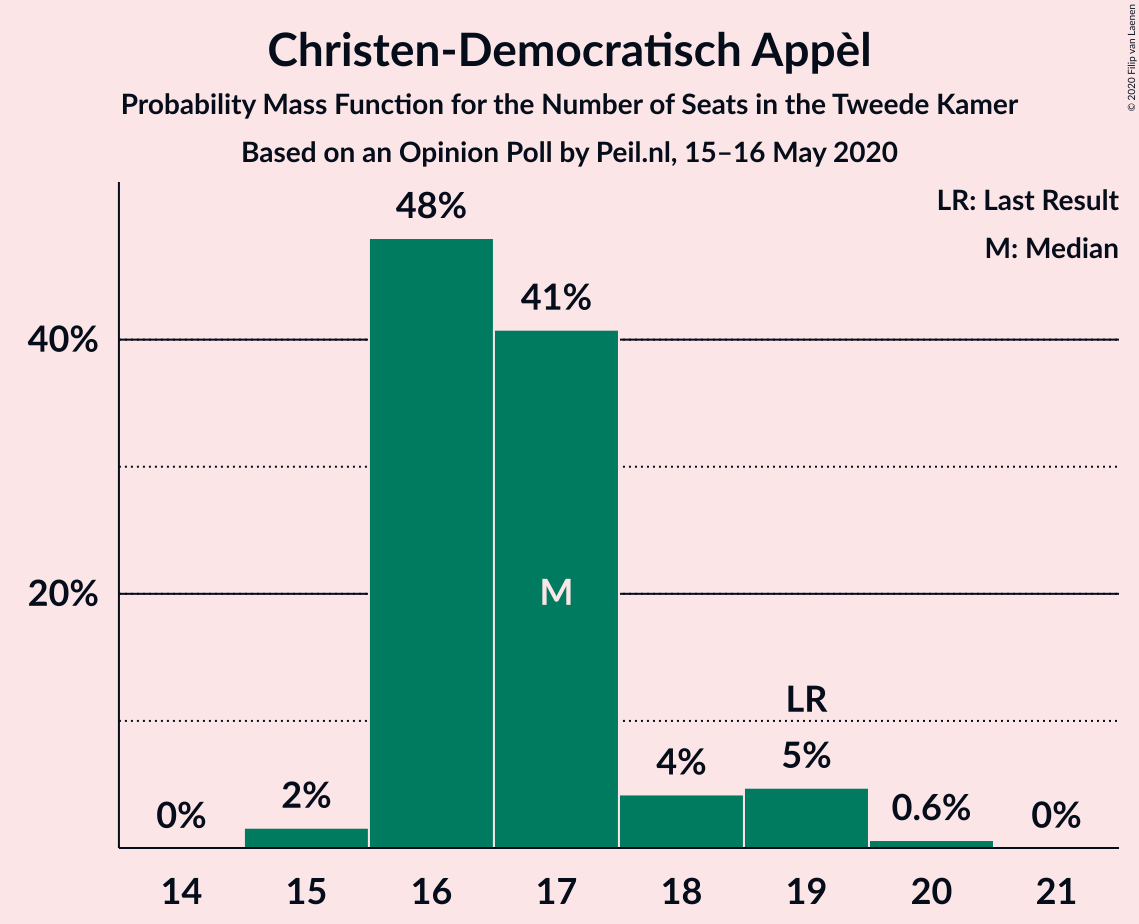 Christen-Democratisch Appèl
Probability Mass Function for the Number of Seats in the Tweede Kamer
Based on an Opinion Poll by Peil.nl, 15–16 May 2020
© 2020 Filip van Laenen
LR: Last Result
M: Median
48%
41%
40%
20%
M
LR
0%
2%
4%
5%
0.6%
0%
14
15
16
17
18
19
20
21